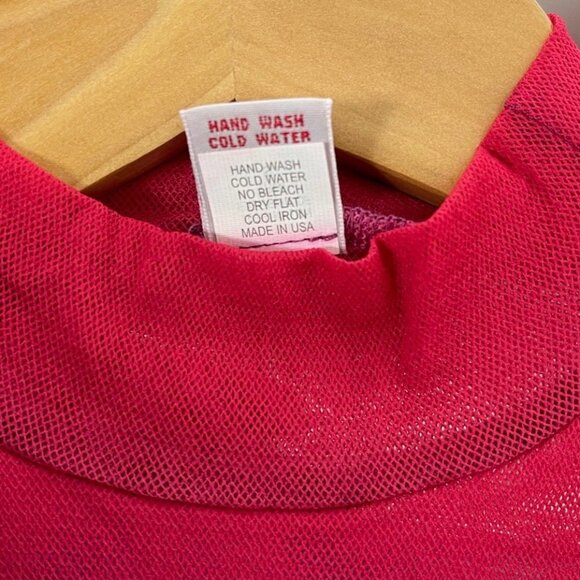 HAND WASH
COLD WATER
HAND WASH
COLD WATER
NO BLEACH
DRY FLAT
COOL IRON
MADE IN USA